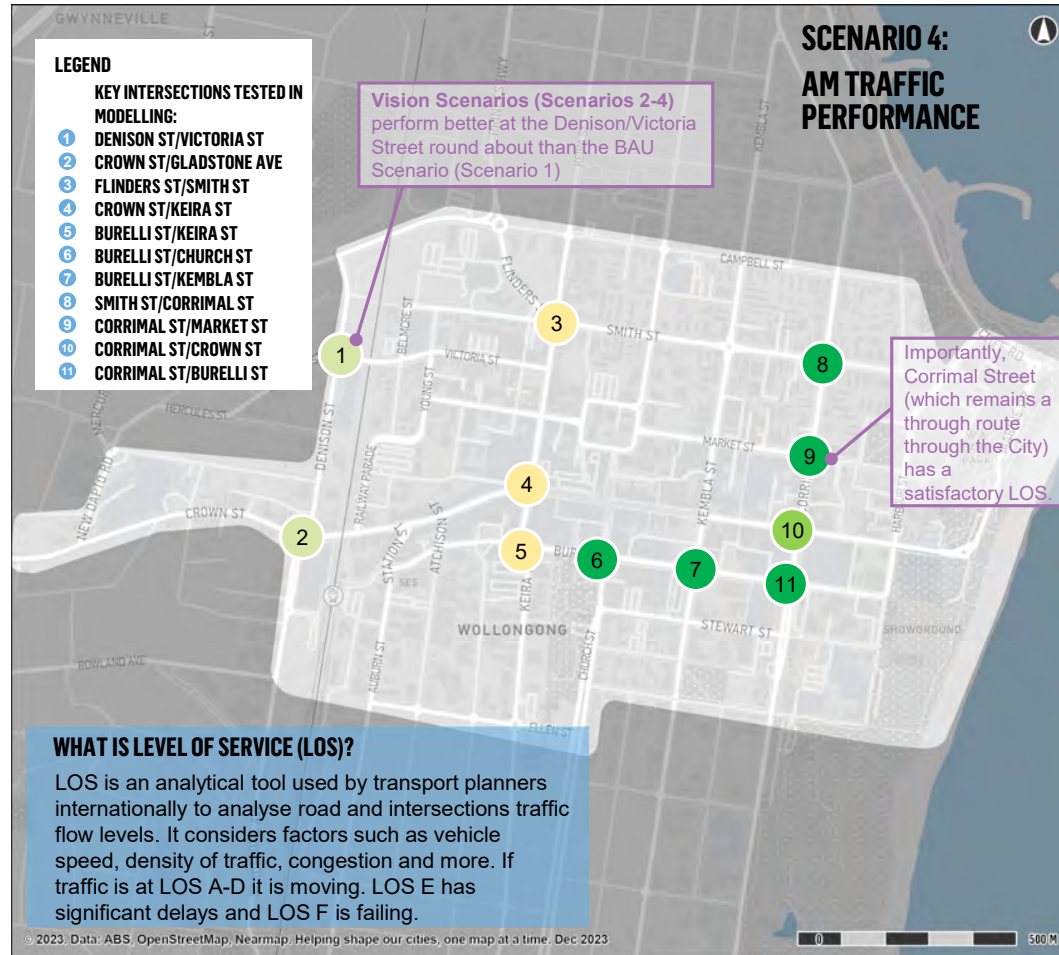 SCENARIO 4:
AM TRAFFIC
PERFORMANCE
LEGEND
KEY INTERSECTIONS TESTED IN
MODELLING:
1 DENISON ST/VICTORIA ST
2 CROWN ST/GLADSTONE AVE
3 FLINDERS ST/SMITH ST
4 CROWN ST/KEIRA ST
5 BURELLI ST/KEIRA ST
6 BURELLI ST/CHURCH ST
7 BURELLI ST/KEMBLA ST
8 SMITH ST/CORRIMAL ST
9 CORRIMAL ST/MARKET ST
10 CORRIMAL ST/CROWN ST
11 CORRIMAL ST/BURELLI ST
Vision Scenarios (Scenarios 2-4)
perform better at the Denison/Victoria
Street round about than the BAU
Scenario (Scenario 1)
Importantly,
Corrimal Street
(which remains a
through route
through the City)
has a
satisfactory LOS.
GWYNNEVILLE
KEMBLA ST
CAMPBELL ST
FLINDERS
BELMORE ST
SMITH ST
VICTORIA ST
YOUNG ST
HERCULES ST
DENISON ST
MARKET ST
KEMBLA ST
NEW DAPTO RD
CROWN ST
RAILWAY PARADE
STATION ST
ATCHISON ST
SES
KEIRA
WOLLONGONG
CHURCH ST
STEWART ST
SHOWGROUND
ROWLAND AVE
AUBURN ST
ELLEN ST
1
2
3
4
5
6
7
8
9
10
11
WHAT IS LEVEL OF SERVICE (LOS)?
LOS is an analytical tool used by transport planners
internationally to analyse road and intersections traffic
flow levels. It considers factors such as vehicle
speed, density of traffic, congestion and more. If
traffic is at LOS A-D it is moving. LOS E has
significant delays and LOS F is failing.
© 2023. Data: ABS, OpenStreetMap, Nearmap. Helping shape our cities, one map at a time. Dec 2023
0 500 M